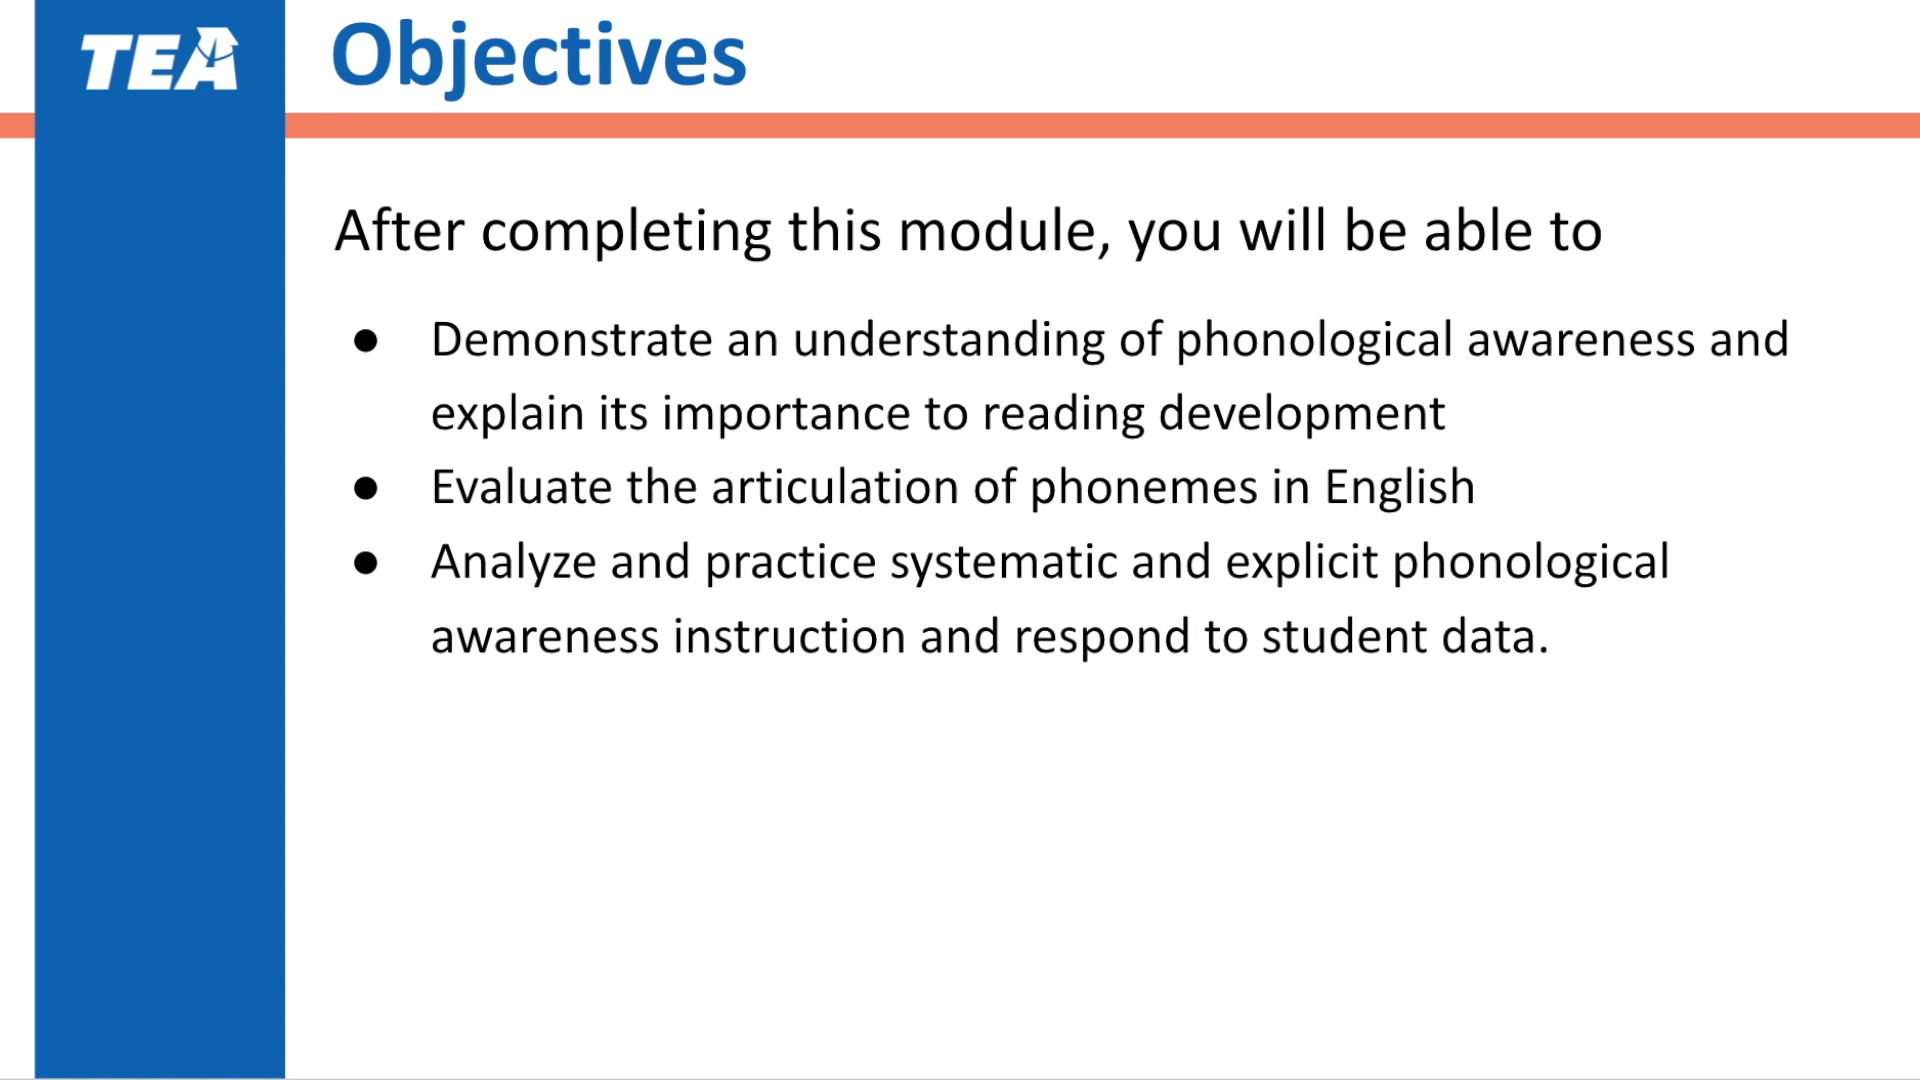 TEA
Objectives
After completing this module, you will be able to
● Demonstrate an understanding of phonological awareness and
explain its importance to reading development
● Evaluate the articulation of phonemes in English
● Analyze and practice systematic and explicit phonological
awareness instruction and respond to student data.